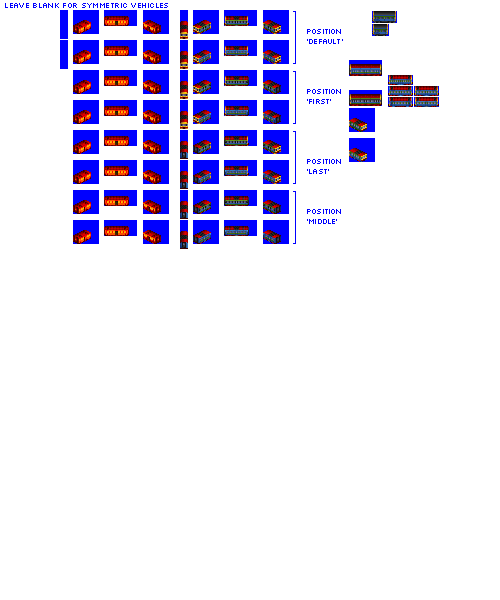 LEAVE BLANK FOR SYMMETRIC VEHICLES
POSITION
'DEFAULT'
POSITION
'FIRST'
POSITION
'LAST'
POSITION
'MIDDLE'